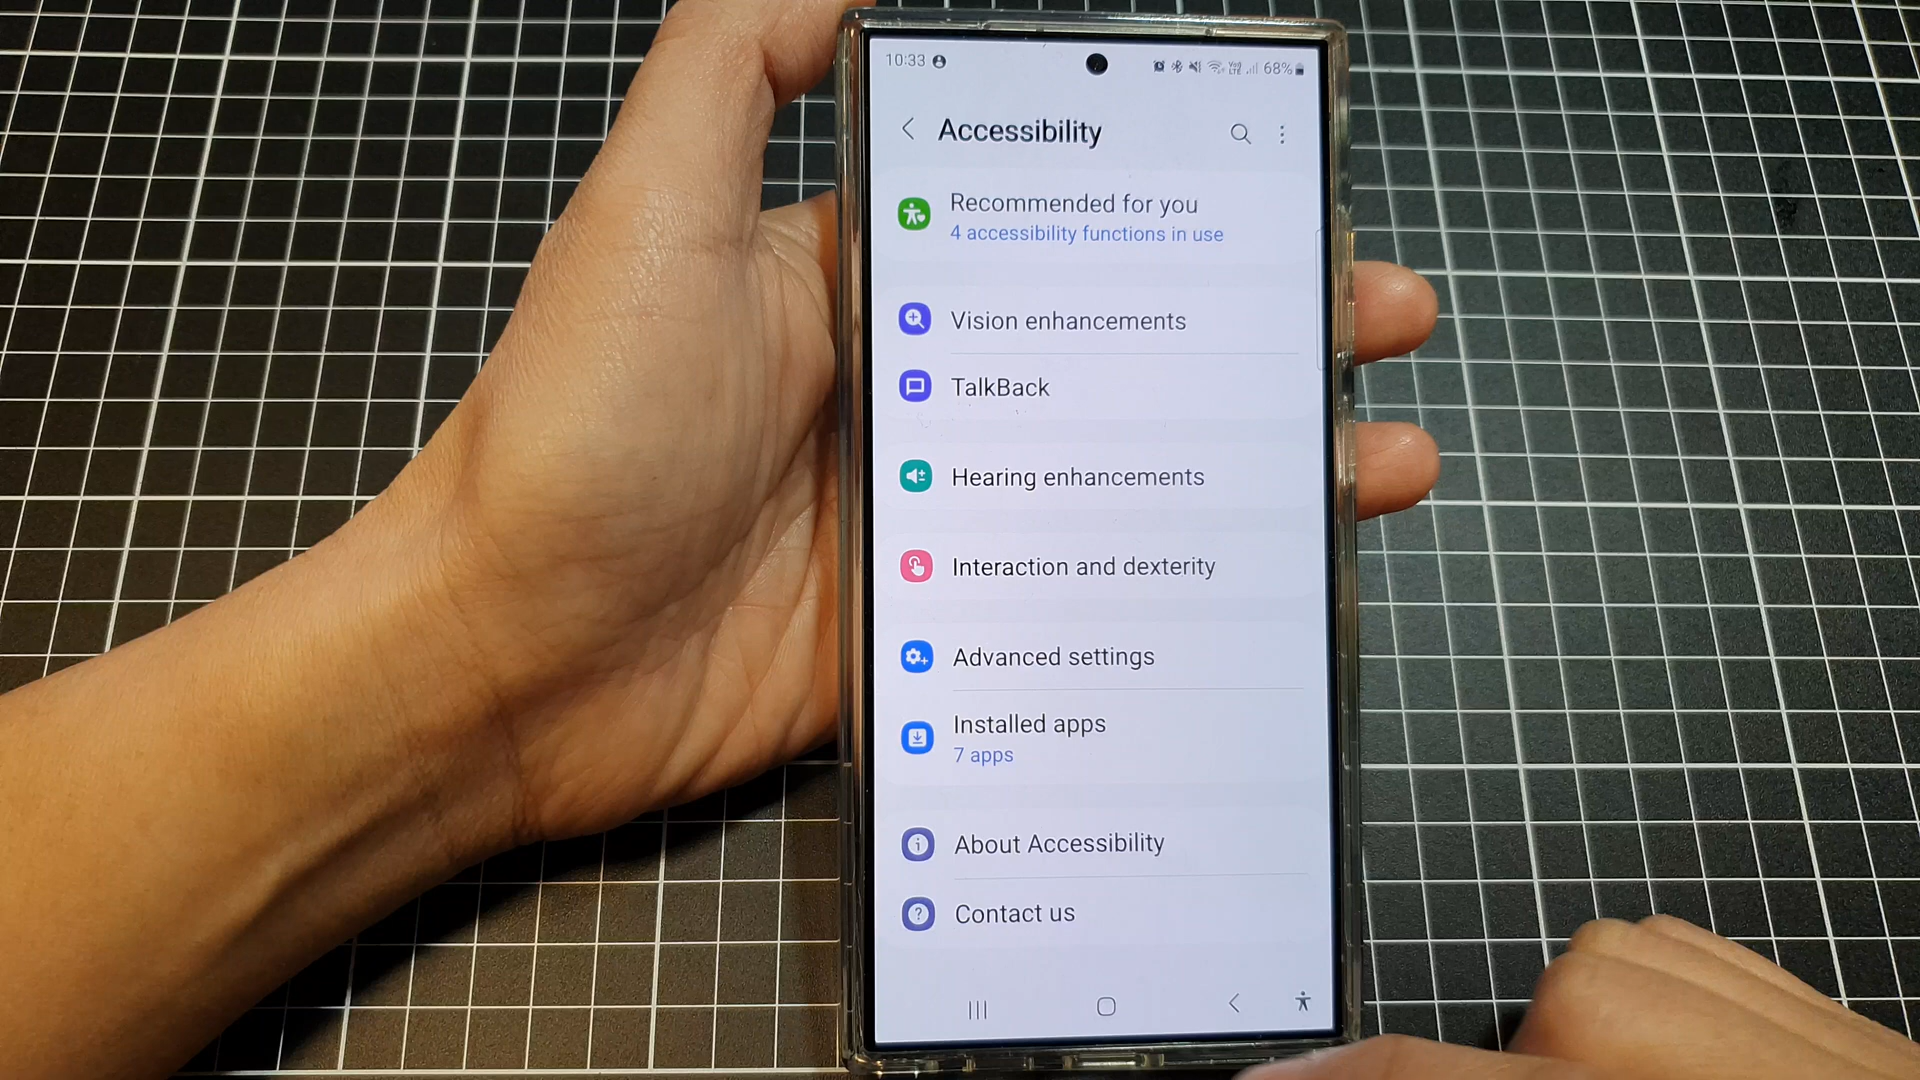 10:33 68%
Accessibility
Recommended for you
4 accessibility functions in use
Vision enhancements
TalkBack
Hearing enhancements
Interaction and dexterity
Advanced settings
Installed apps
7 apps
About Accessibility
Contact us